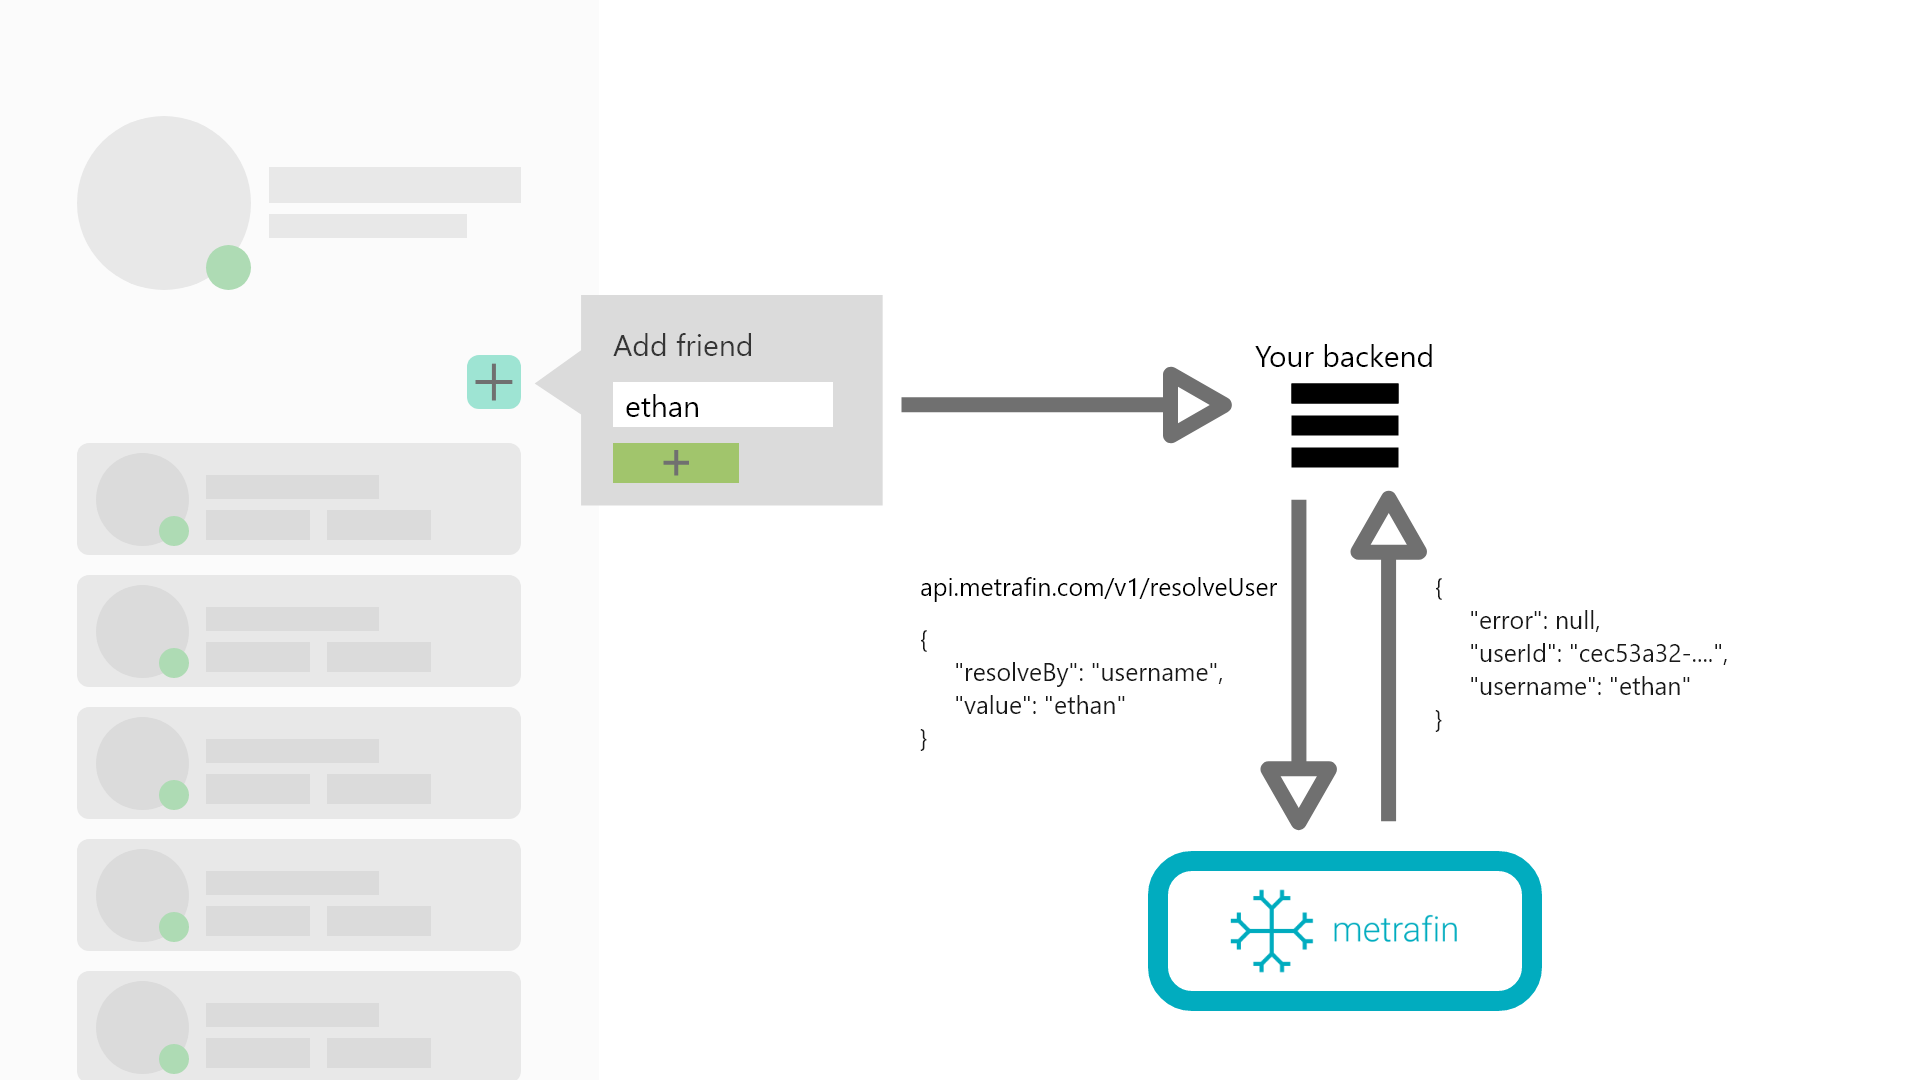 Add friend
ethan
Your backend
api.metrafin.com/v1/resolveUser
{
"resolveBy": "username",
"value": "ethan"
}
{
"error": null,
"userId": "cec53a32-....",
"username": "ethan"
}
metrafin